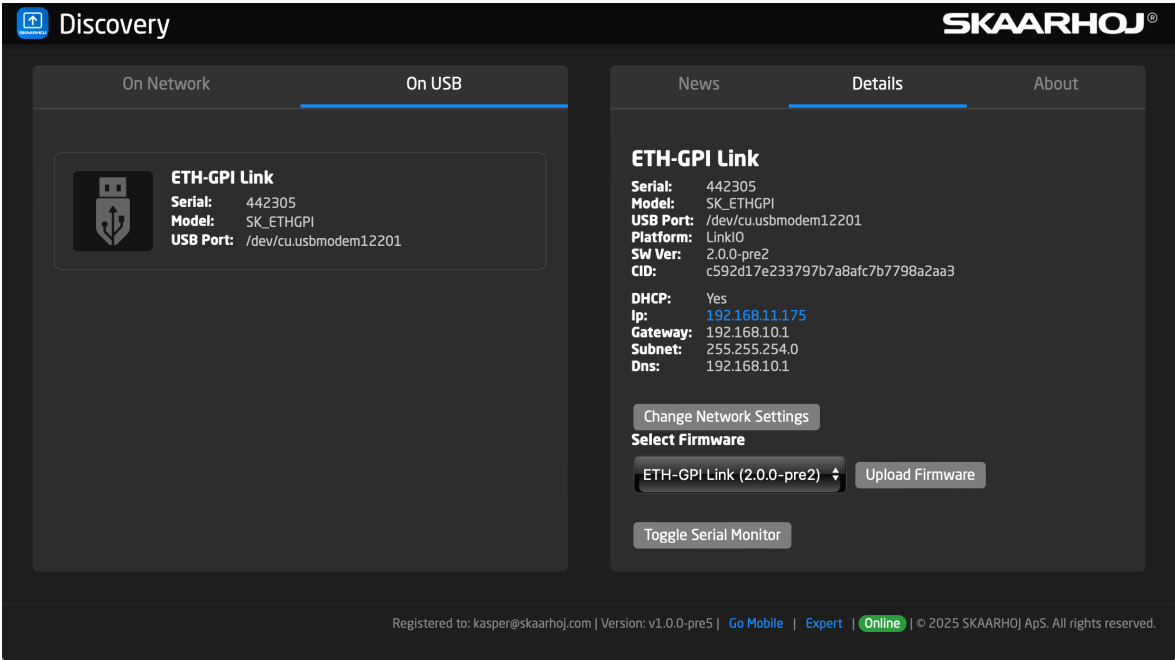 Discovery
SKAARHOJ®
On Network
On USB
ETH-GPI Link
Serial: 442305
Model: SK_ETHGPI
USB Port: /dev/cu.usbmodem12201
News
Details
About
ETH-GPI Link
Serial: 442305
Model: SK_ETHGPI
USB Port: /dev/cu.usbmodem12201
Platform: LinkIO
SW Ver: 2.0.0-pre2
CID: c592d17e233797b7a8afc7b7798a2aa3
DHCP: Yes
Ip: 192.168.11.175
Gateway: 192.168.10.1
Subnet: 255.255.254.0
Dns: 192.168.10.1
Change Network Settings
Select Firmware
ETH-GPI Link (2.0.0-pre2)
Upload Firmware
Toggle Serial Monitor
Registered to: kasper@skaarhoj.com | Version: v1.0.0-pre5 | Go Mobile | Expert | Online | © 2025 SKAARHOJ ApS. All rights reserved.